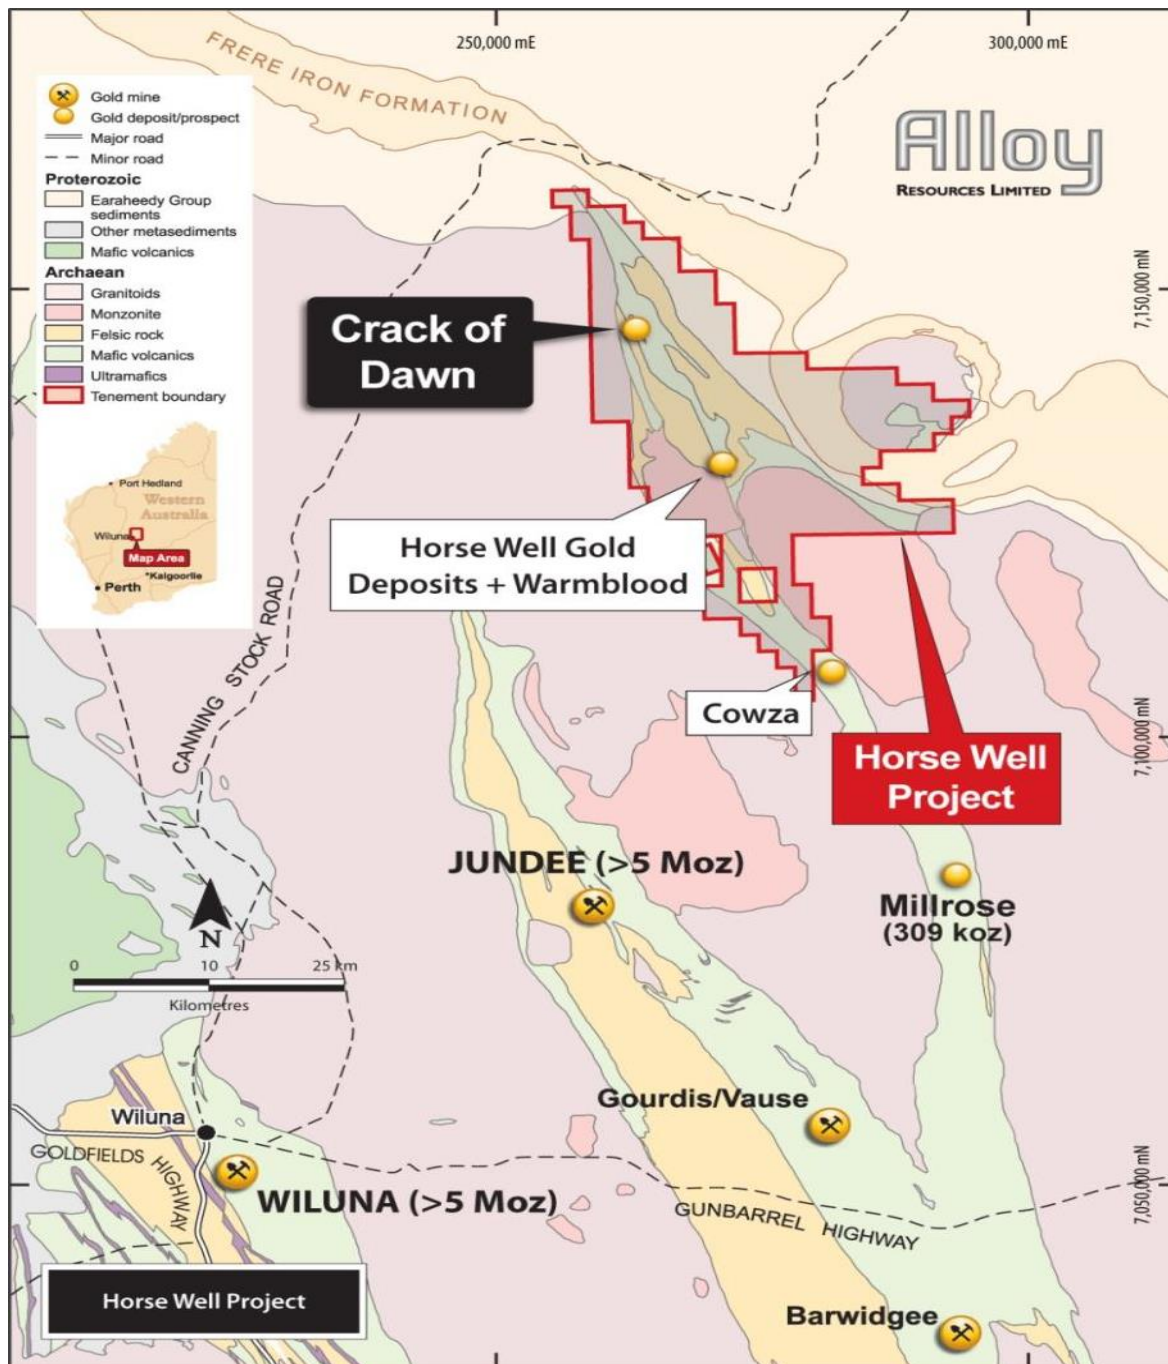 250,000 mE
300,000 mE
FRERE IRON FORMATION
Alloy
RESOURCES LIMITED
Gold mine
Gold deposit/prospect
Major road
Minor road
Proterozoic
Earaheedy Group
sediments
Other metasediments
Mafic volcanics
Archaean
Granitoids
Monzonite
Felsic rock
Mafic volcanics
Ultramafics
Tenement boundary
7,150,000 mN
Crack of
Dawn
Port Hedland
Western
Australia
Wiluna
Map Area
Kalgoorlie
Perth
Horse Well Gold
Deposits + Warmblood
CANNING STOCK ROAD
Cowza
Horse Well
Project
7,100,000 mN
JUNDEE (>5 Moz)
Millrose
(309 koz)
N
0 10 25 km
Kilometres
Gourdis/Vause
Wiluna
GOLDFIELDS HIGHWAY
WILUNA (>5 Moz)
GUNBARREL HIGHWAY
7,050,000 mN
Horse Well Project
Barwidgee